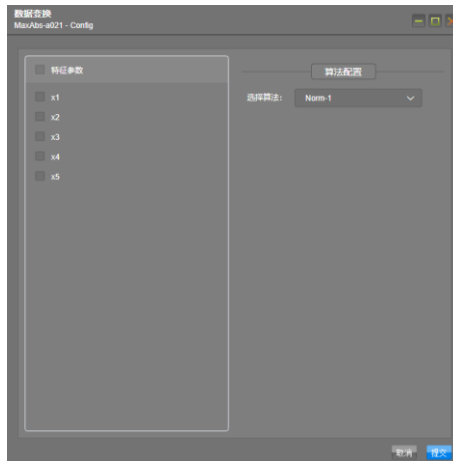 数据变换
MaxAbs-a021 - Config
特征参数
x1
x2
x3
x4
x5
算法配置
选择算法: Norm-1
取消 提交